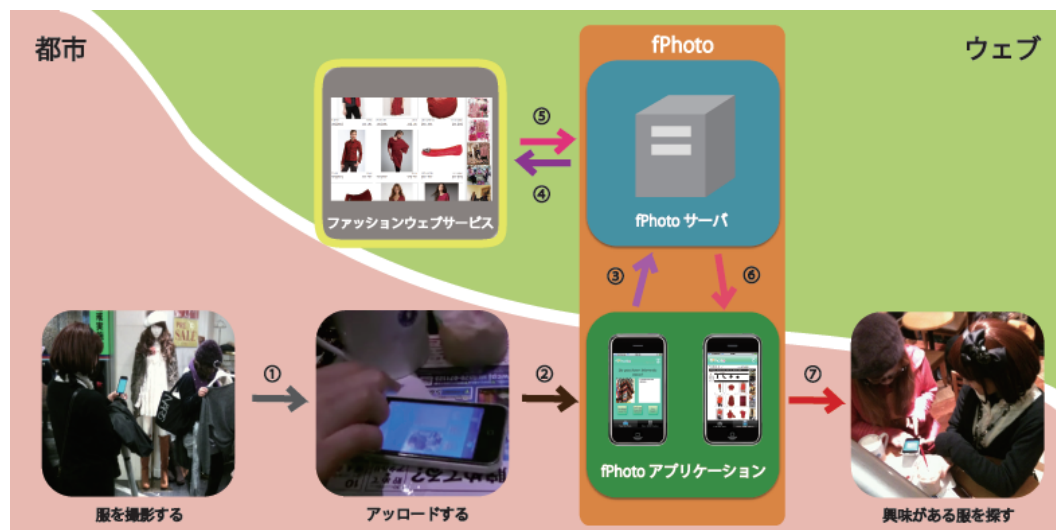 都市
ウェブ
fPhoto
⑤
④
ファッションウェブサービス
fPhoto サーバ
③
⑥
SALE
①
②
⑦
fPhoto アプリケーション
服を撮影する
アッロードする
興味がある服を探す